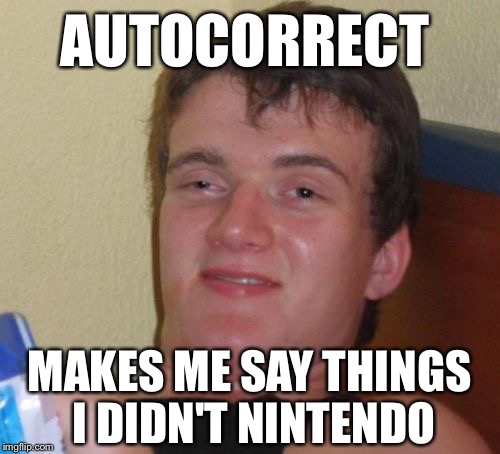 AUTOCORRECT
MAKES ME SAY THINGS
I DIDN'T NINTENDO
imgflip.com